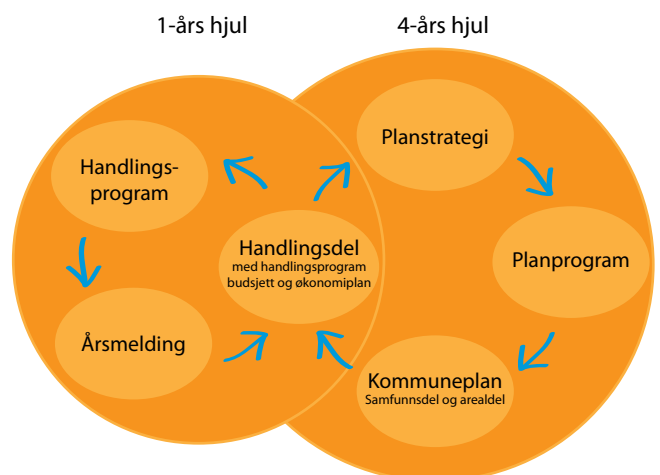 1-års hjul
4-års hjul
Handlings-
program
Årsmelding
Handlingsdel
med handlingsprogram
budsjett og økonomiplan
Planstrategi
Planprogram
Kommuneplan
Samfunnsdel og arealdel